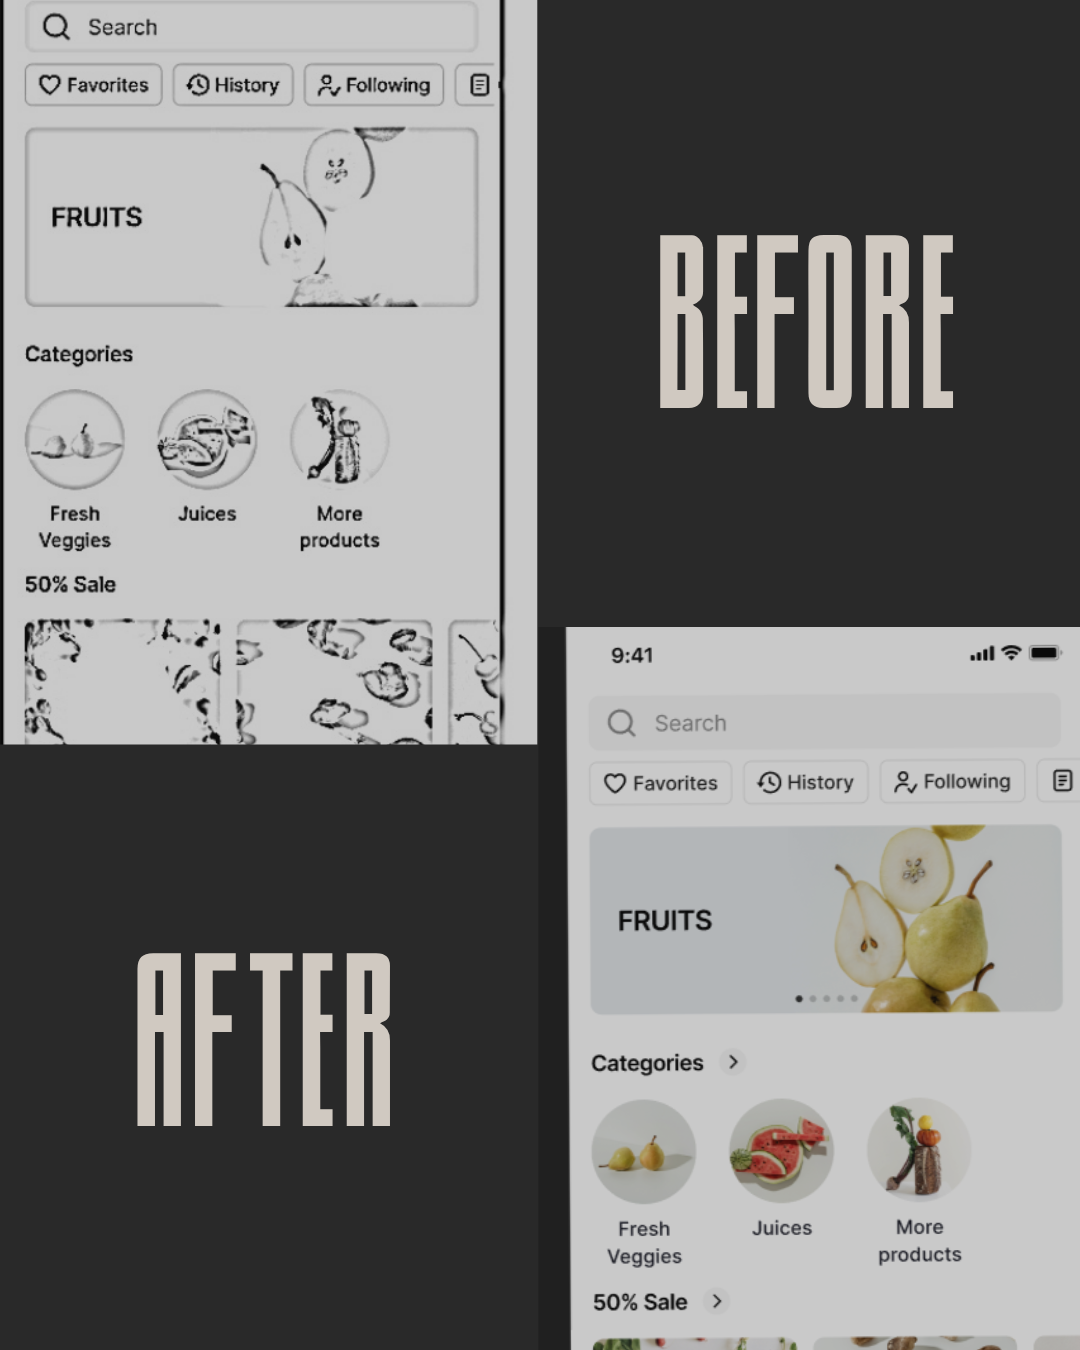 Search
Favorites
History
Following
FRUITS
Categories
Fresh
Veggies
Juices
More
products
50% Sale
BEFORE
AFTER
9:41
Search
Favorites
History
Following
FRUITS
Categories
Fresh
Veggies
Juices
More
products
50% Sale